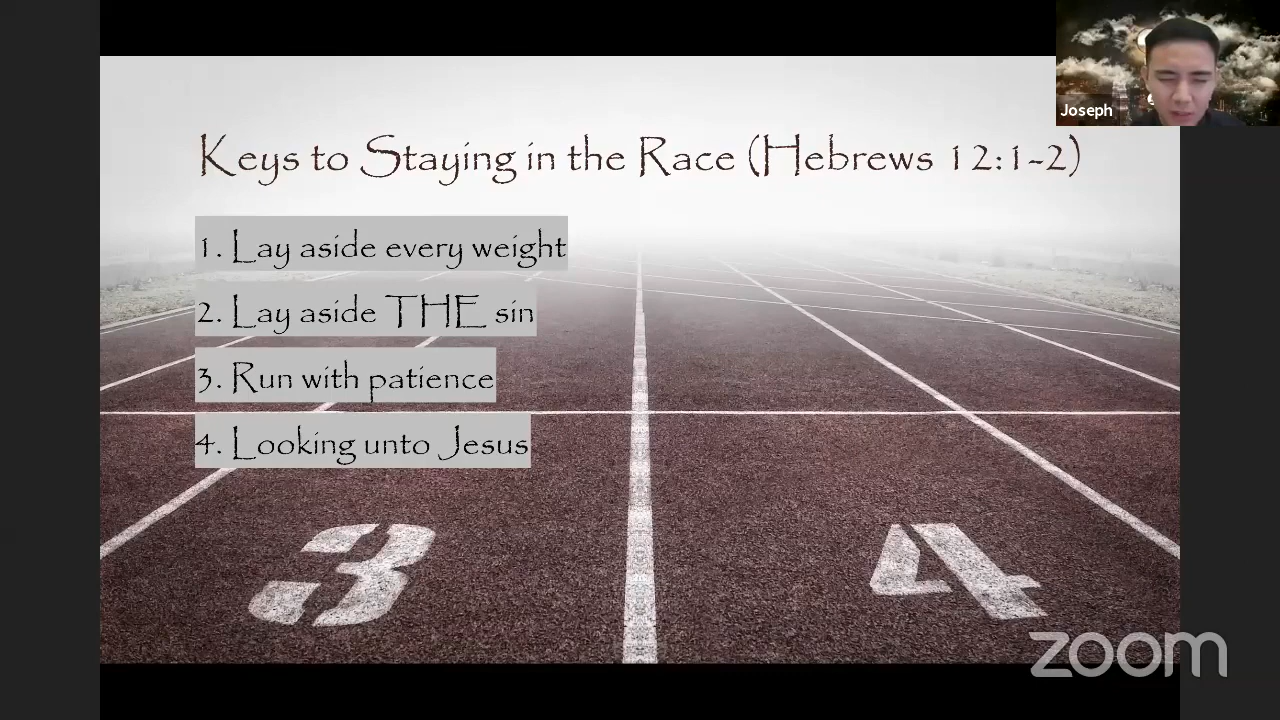 Joseph
Keys to Staying in the Race (Hebrews 12:1-2)
1. Lay aside every weight
2. Lay aside THE sin
3. Run with patience
4. Looking unto Jesus
3
4
zoom